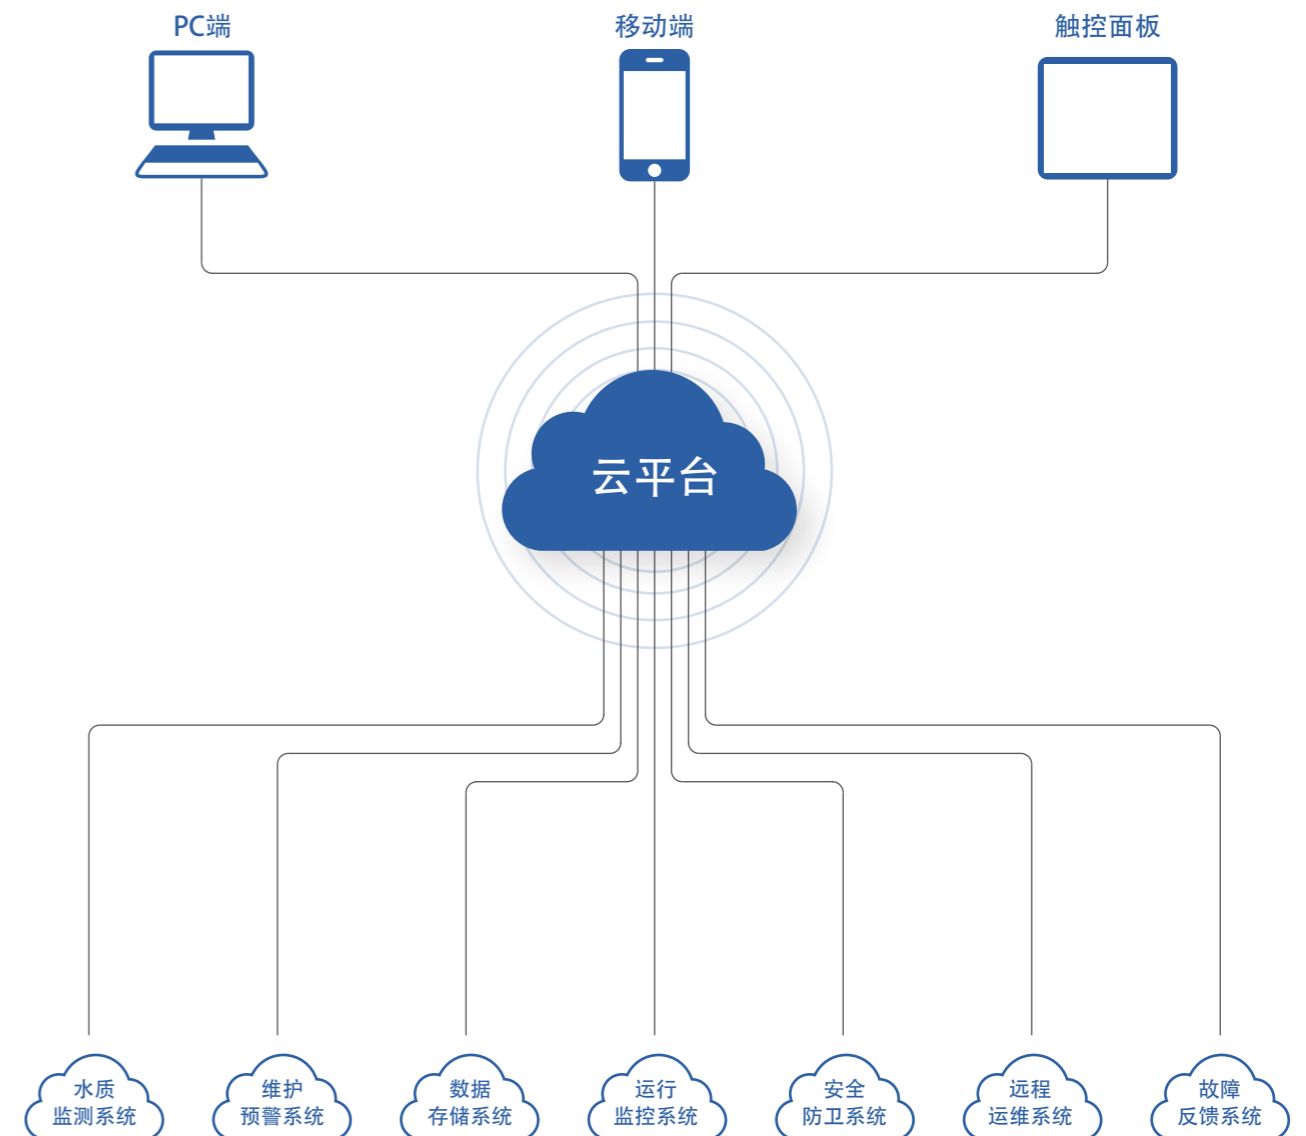 PC端
移动端
触控面板
云平台
水质
监测系统
维护
预警系统
数据
存储系统
运行
监控系统
安全
防卫系统
远程
运维系统
故障
反馈系统